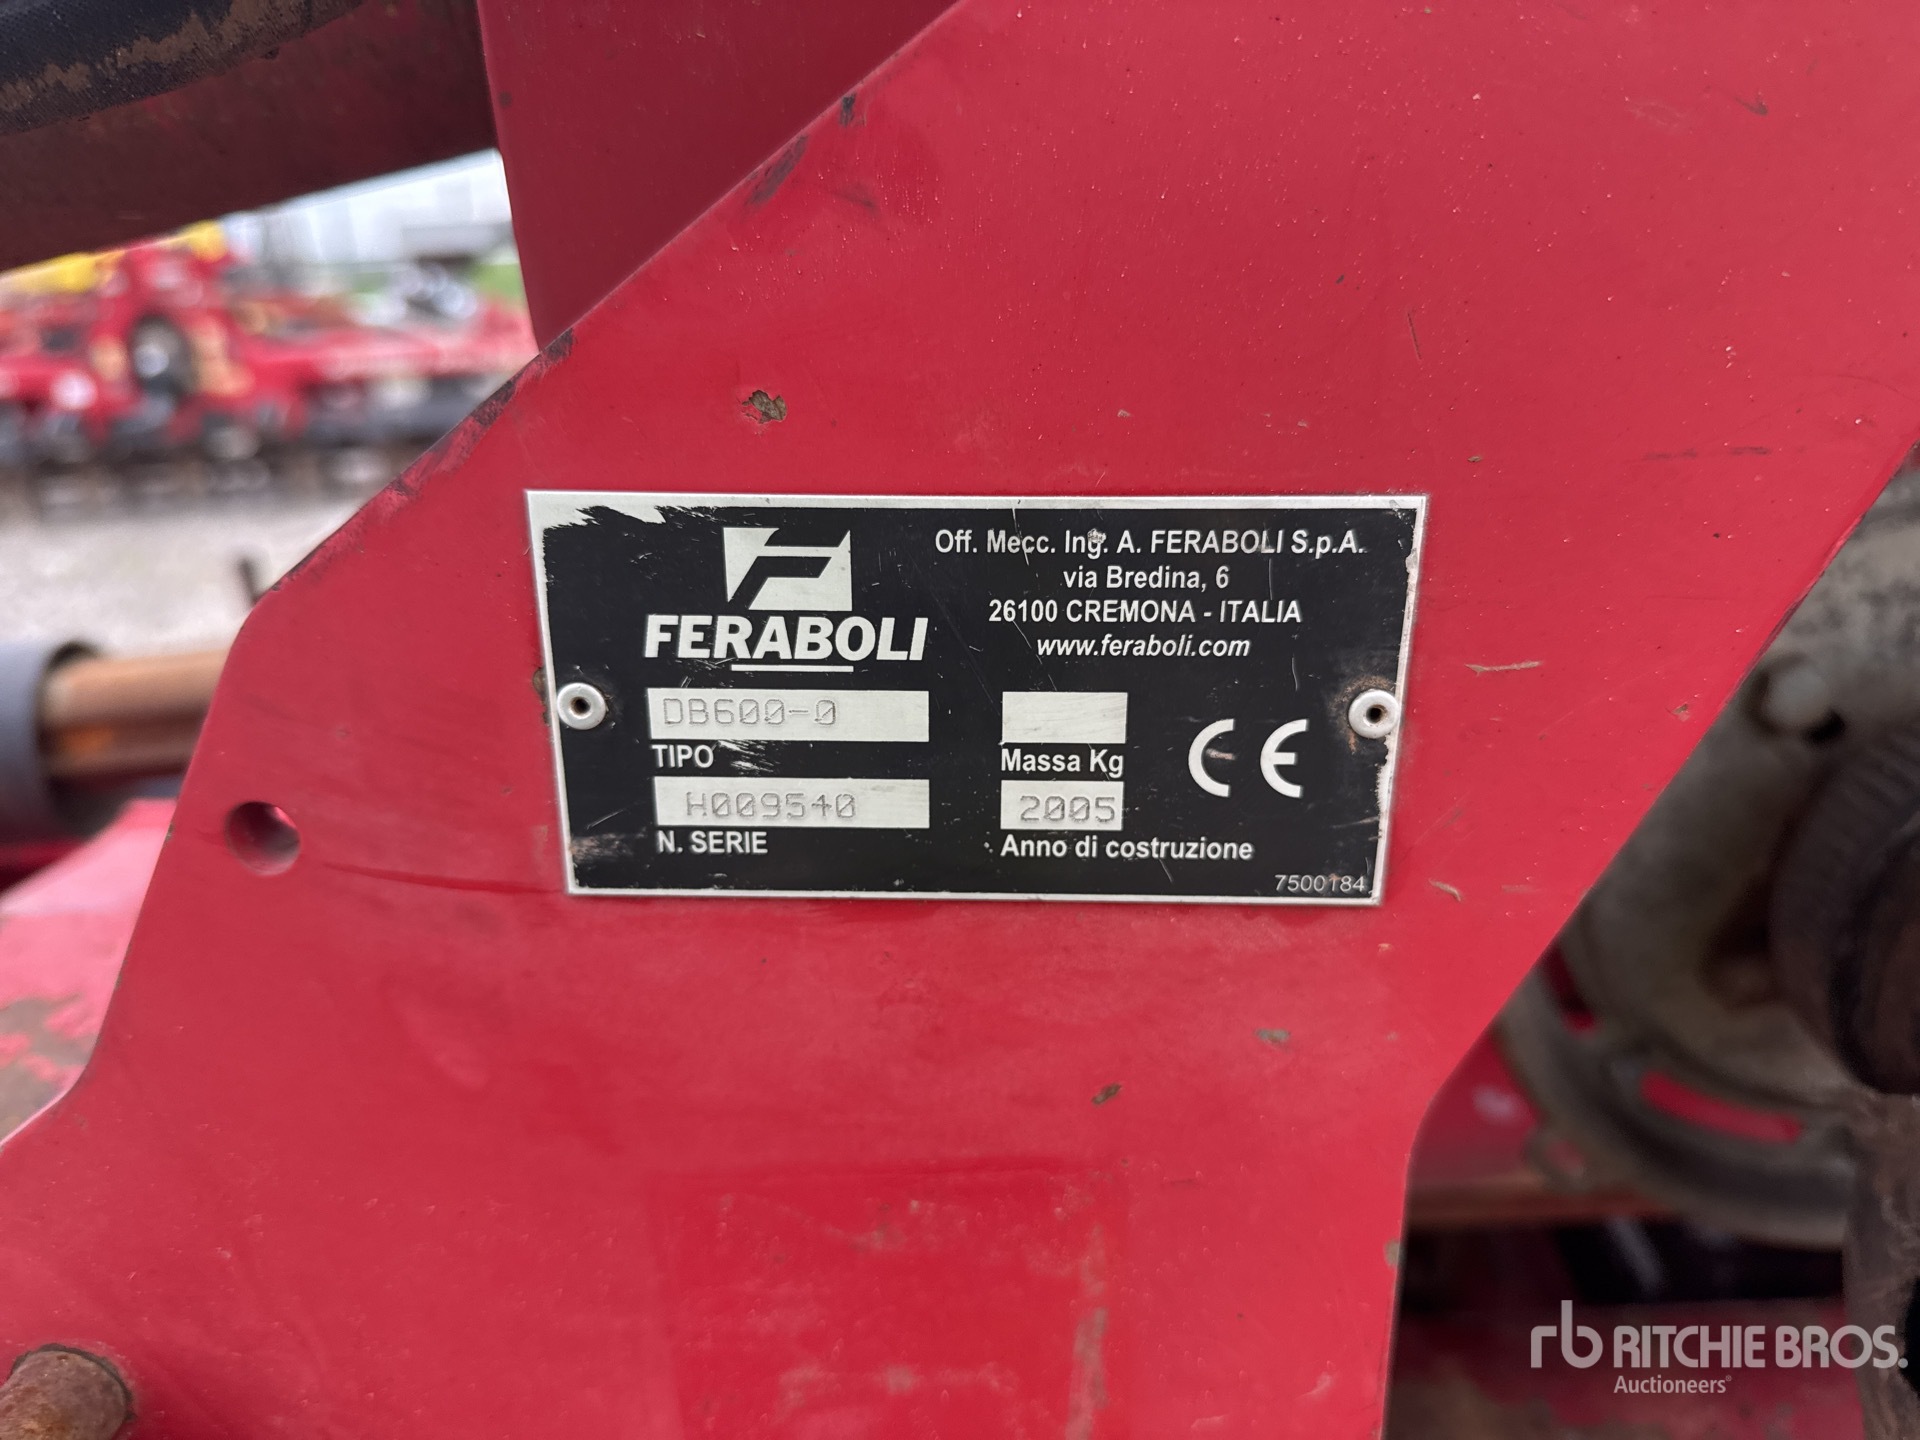 FERABOLI
Off. Mecc. Ing. A. FERABOLI S.p.A.
via Bredina, 6
26100 CREMONA - ITALIA
www.feraboli.com
DB600-0
TIPO
Massa Kg
CE
H009540
N. SERIE
2005
Anno di costruzione
7500184
rb RITCHIE BROS.
Auctioneers®